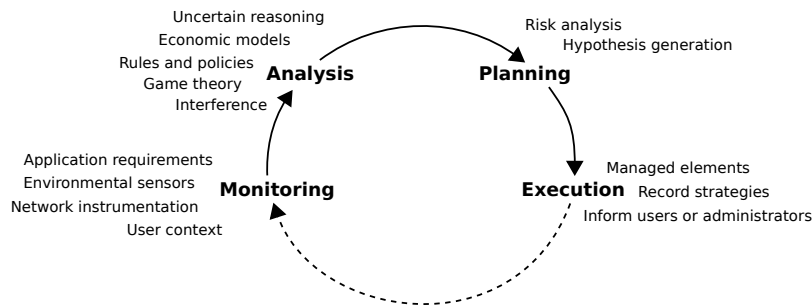 Uncertain reasoning
Economic models
Rules and policies
Game theory
Interference
Analysis
Risk analysis
Hypothesis generation
Planning
Application requirements
Environmental sensors
Network instrumentation
User context
Monitoring
Execution
Managed elements
Record strategies
Inform users or administrators